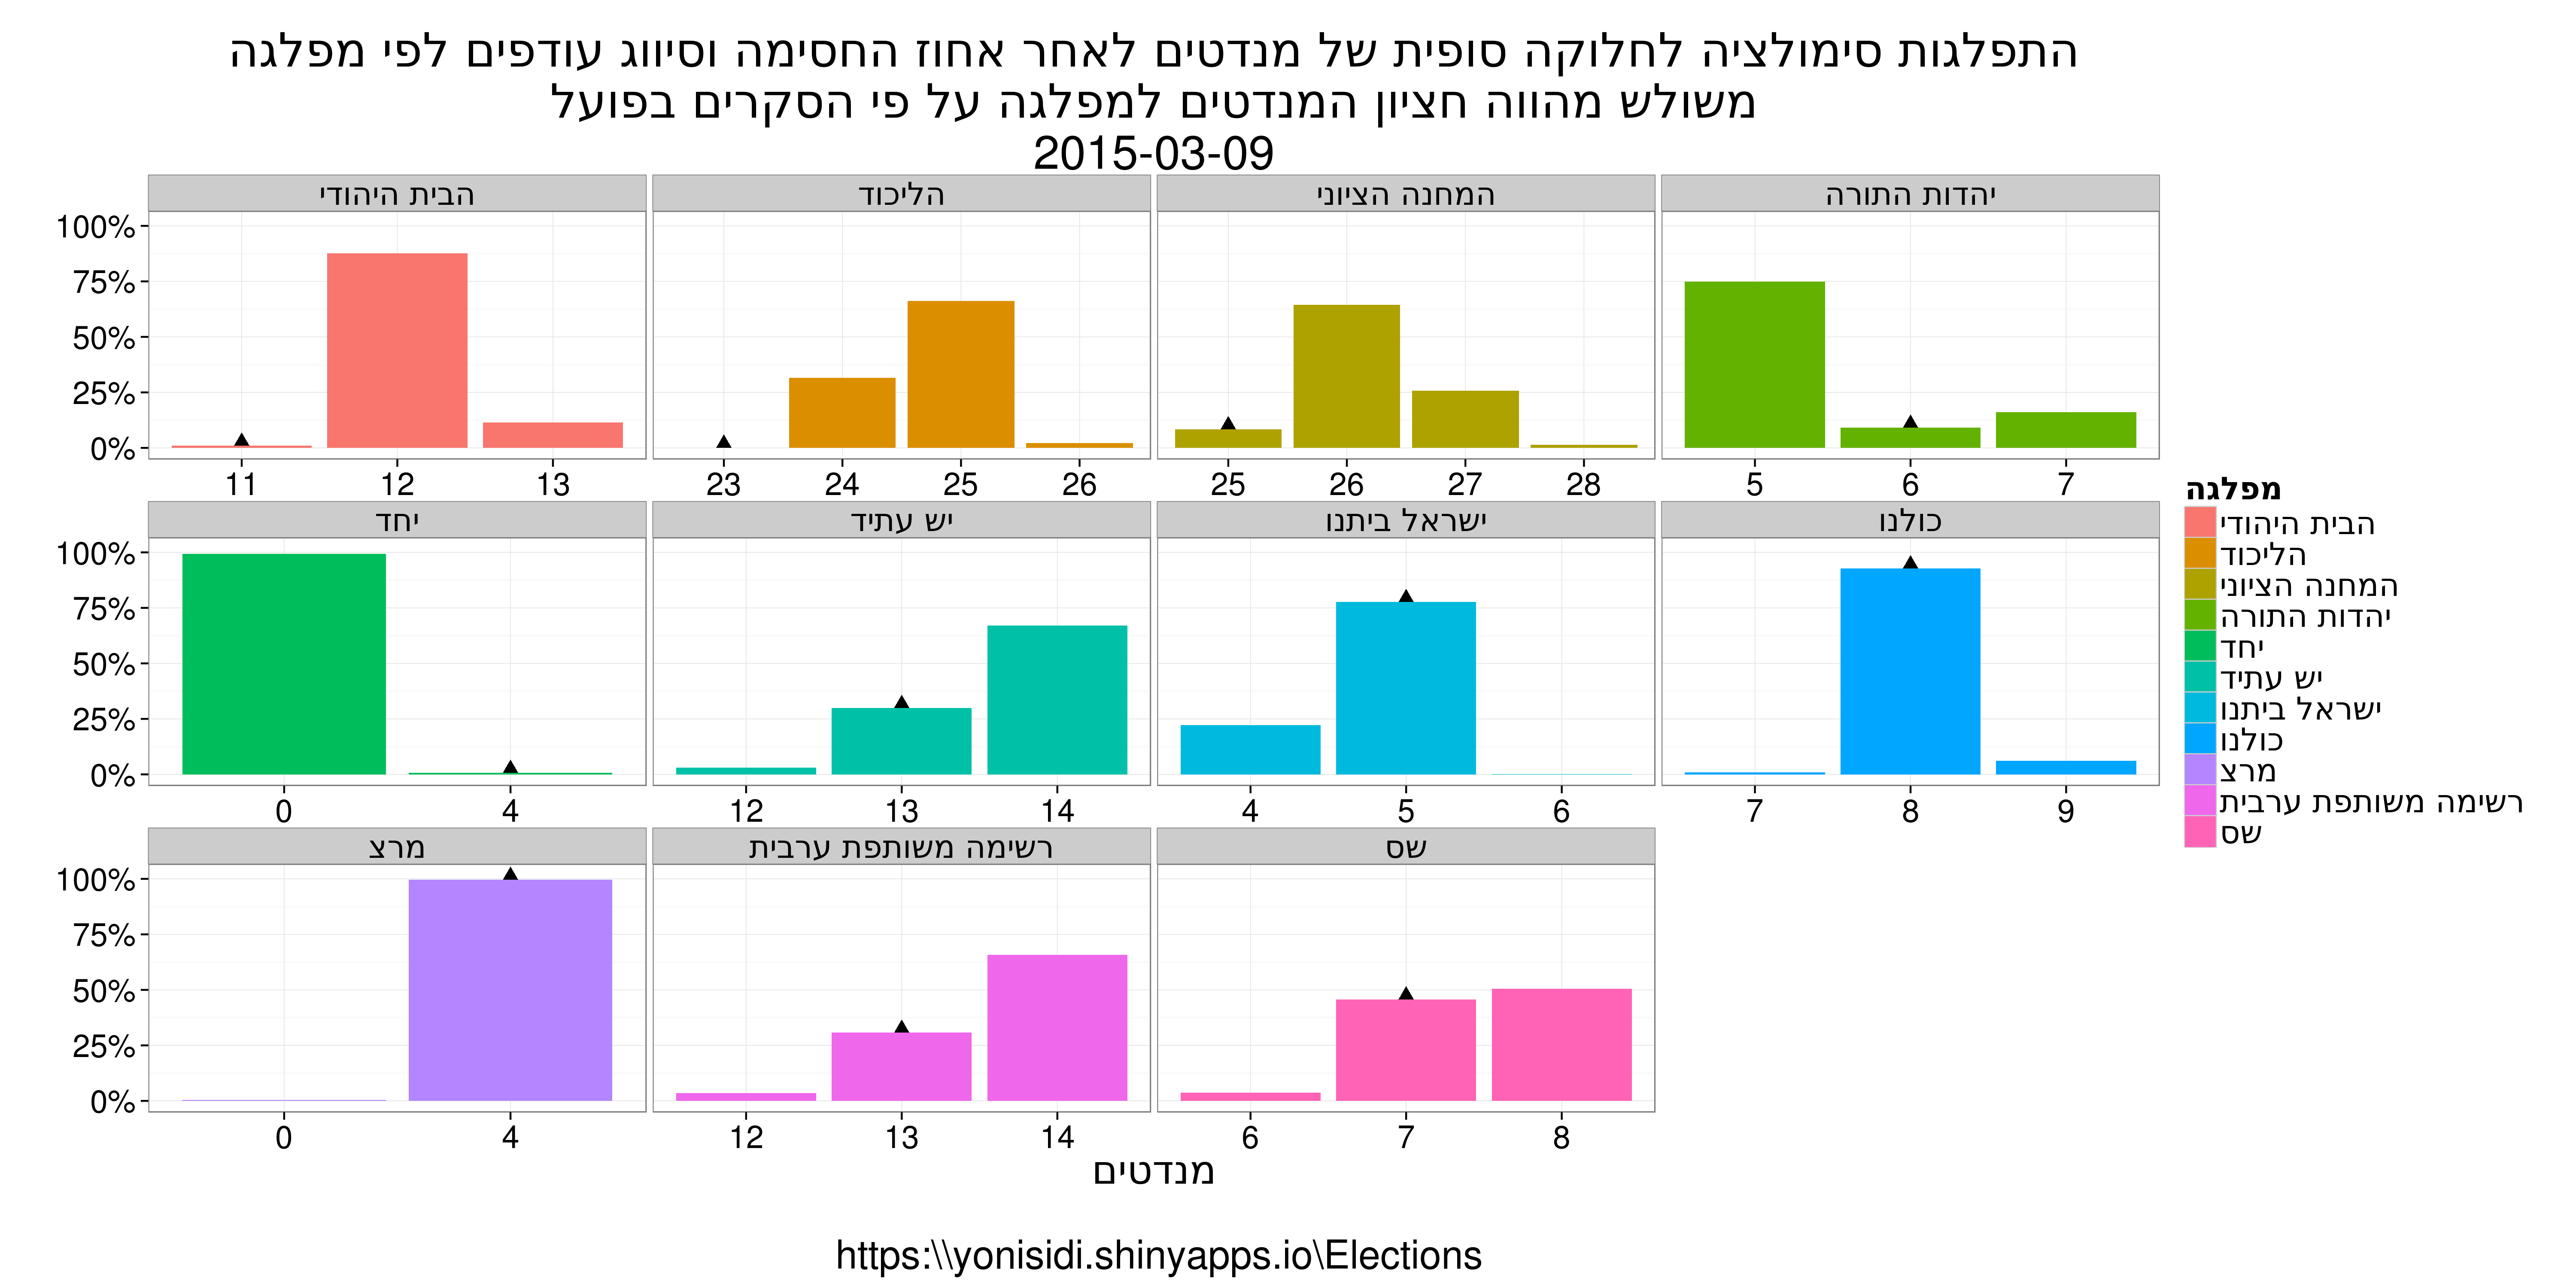 התפלגות סימולציה לחלוקה סופית של מנדטים לאחר אחוז החסימה וסיווג עודפים לפי מפלגה
משולש מהווה חציון המנדטים למפלגה על פי הסקרים בפועל
2015-03-09
הבית היהודי
הליכוד
המחנה הציוני
יהדות התורה
100%
75%
50%
25%
0%
11 12 13
23 24 25 26
25 26 27 28
5 6 7
יחד
יש עתיד
ישראל ביתנו
כולנו
100%
75%
50%
25%
0%
0 4
12 13 14
4 5 6
7 8 9
מרצ
רשימה משותפת ערבית
שס
100%
75%
50%
25%
0%
0 4
12 13 14
6 7 8
מנדטים
מפלגה
הבית היהודי
הליכוד
המחנה הציוני
יהדות התורה
יחד
יש עתיד
ישראל ביתנו
כולנו
מרצ
רשימה משותפת ערבית
שס
https:\\yonisidi.shinyapps.io\Elections